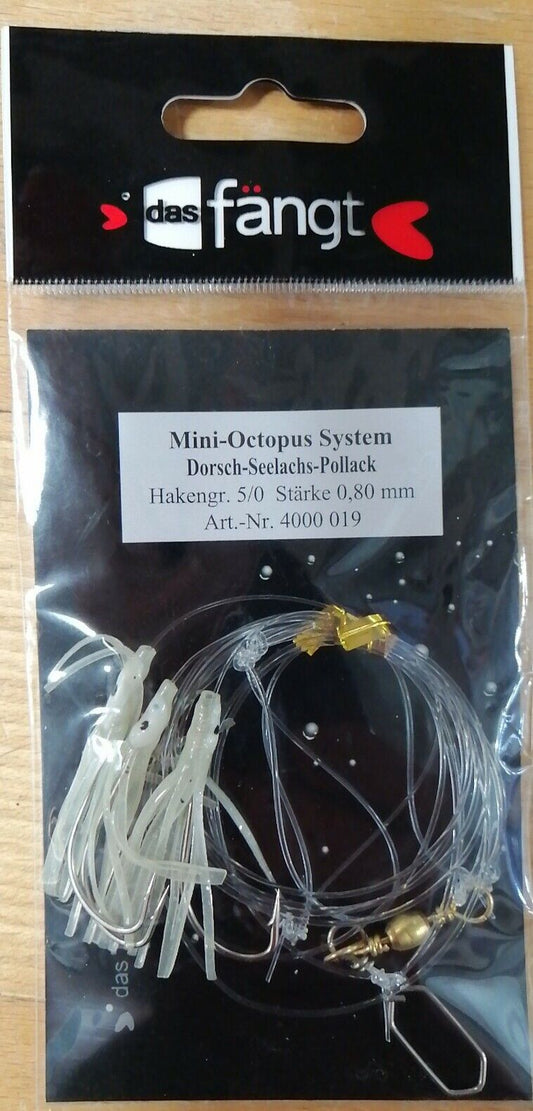 das fängt
Mini-Octopus System
Dorsch-Seelachs-Pollack
Hakengr. 5/0 Stärke 0,80 mm
Art.-Nr. 4000 019
das